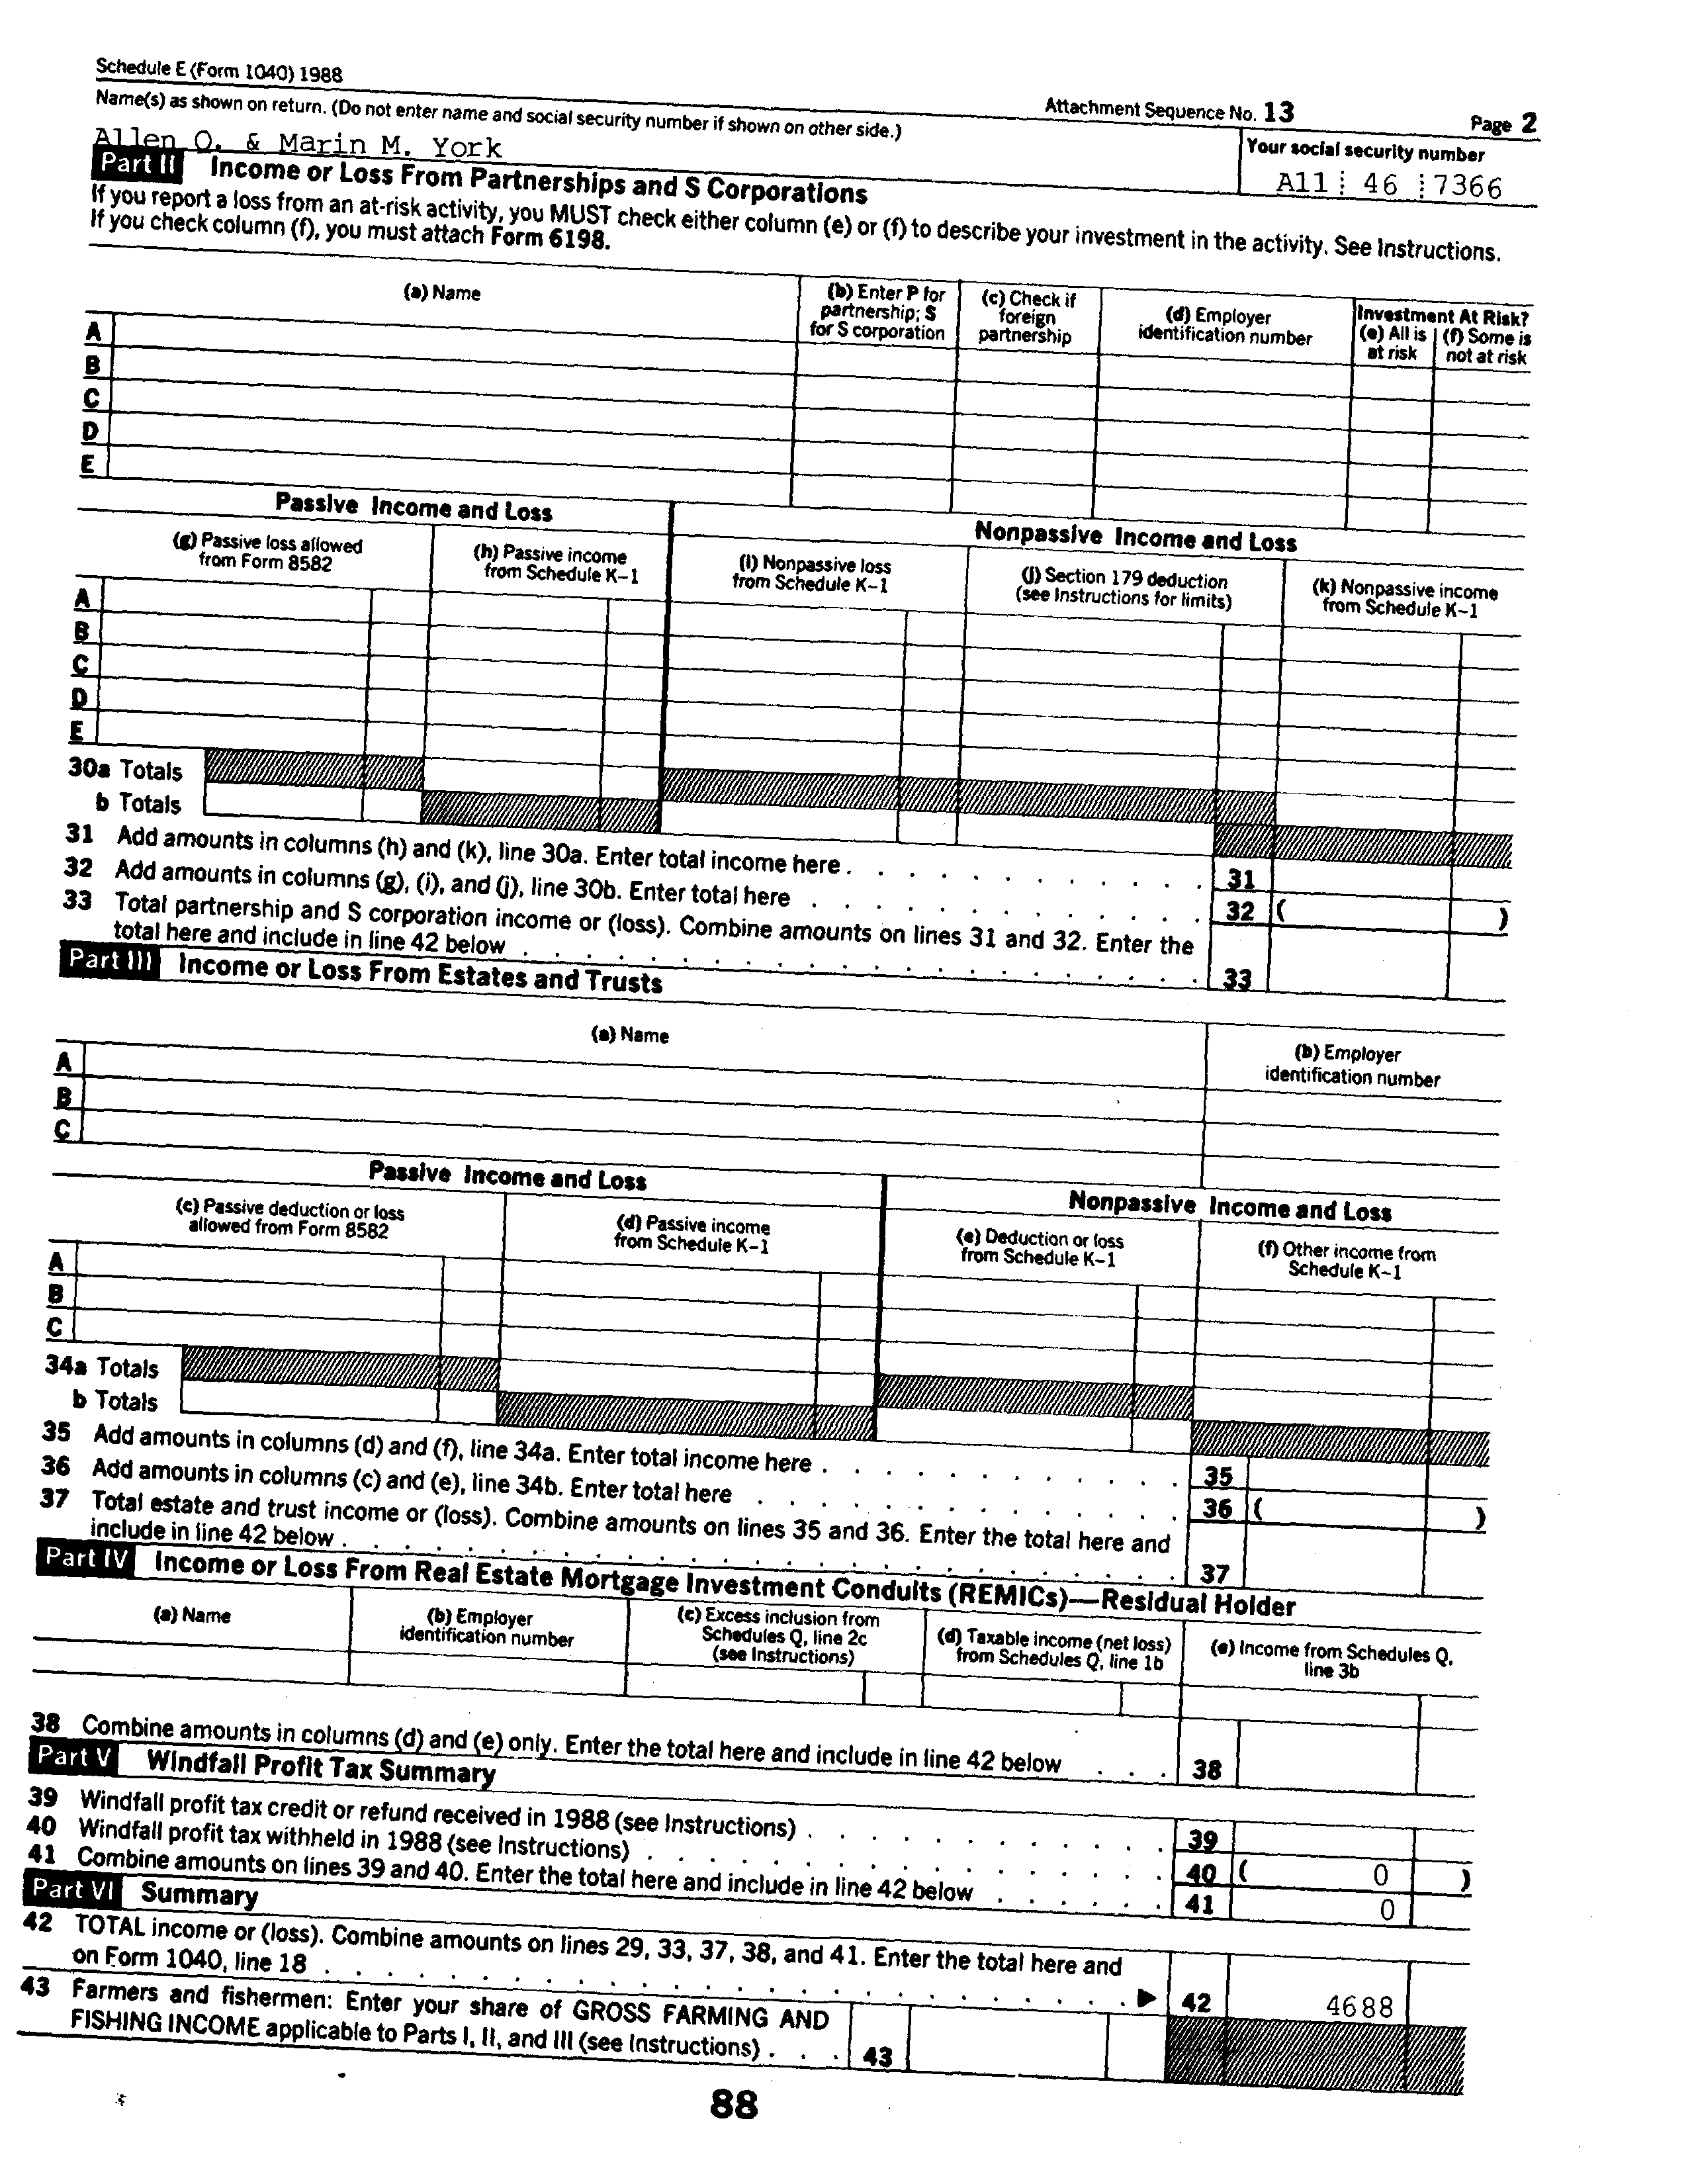 Schedule E (Form 1040) 1988
Attachment Sequence No. 13
Page 2
Name(s) as shown on return. (Do not enter name and social security number if shown on other side.)
Your social security number
Allen O. & Marin M. York
A11 46 7366
Part II Income or Loss From Partnerships and S Corporations
If you report a loss from an at-risk activity, you MUST check either column (e) or (f) to describe your investment in the activity. See Instructions.
If you check column (f), you must attach Form 6198.
(a) Name
(b) Enter P for partnership; S for S corporation
(c) Check if foreign partnership
(d) Employer identification number
Investment At Risk?
(e) All is at risk
(f) Some is not at risk
A
B
C
D
E
Passive Income and Loss
Nonpassive Income and Loss
(g) Passive loss allowed from Form 8582
(h) Passive income from Schedule K–1
(i) Nonpassive loss from Schedule K–1
(j) Section 179 deduction (see Instructions for limits)
(k) Nonpassive income from Schedule K–1
A
B
C
D
E
30a Totals
b Totals
31 Add amounts in columns (h) and (k), line 30a. Enter total income here . . . . . . . . . . . . 31
32 Add amounts in columns (g), (i), and (j), line 30b. Enter total here . . . . . . . . . . . . . 32 ( )
33 Total partnership and S corporation income or (loss). Combine amounts on lines 31 and 32. Enter the
total here and include in line 42 below . . . . . . . . . . . . . . . . . . . . . . 33
Part III Income or Loss From Estates and Trusts
(a) Name
(b) Employer identification number
A
B
C
Passive Income and Loss
Nonpassive Income and Loss
(c) Passive deduction or loss allowed from Form 8582
(d) Passive income from Schedule K–1
(e) Deduction or loss from Schedule K–1
(f) Other income from Schedule K–1
A
B
C
34a Totals
b Totals
35 Add amounts in columns (d) and (f), line 34a. Enter total income here . . . . . . . . . . . . 35
36 Add amounts in columns (c) and (e), line 34b. Enter total here . . . . . . . . . . . . . . 36 ( )
37 Total estate and trust income or (loss). Combine amounts on lines 35 and 36. Enter the total here and
include in line 42 below . . . . . . . . . . . . . . . . . . . . . . . . . . 37
Part IV Income or Loss From Real Estate Mortgage Investment Conduits (REMICs)—Residual Holder
(a) Name
(b) Employer identification number
(c) Excess inclusion from Schedules Q, line 2c (see Instructions)
(d) Taxable income (net loss) from Schedules Q, line 1b
(e) Income from Schedules Q, line 3b
38 Combine amounts in columns (d) and (e) only. Enter the total here and include in line 42 below . . . 38
Part V Windfall Profit Tax Summary
39 Windfall profit tax credit or refund received in 1988 (see Instructions) . . . . . . . . . . . . 39
40 Windfall profit tax withheld in 1988 (see Instructions) . . . . . . . . . . . . . . . . . 40 ( 0 )
41 Combine amounts on lines 39 and 40. Enter the total here and include in line 42 below . . . . . . 41 0
Part VI Summary
42 TOTAL income or (loss). Combine amounts on lines 29, 33, 37, 38, and 41. Enter the total here and
on Form 1040, line 18 . . . . . . . . . . . . . . . . . . . . . . . . . . ▶ 42 4688
43 Farmers and fishermen: Enter your share of GROSS FARMING AND
FISHING INCOME applicable to Parts I, II, and III (see Instructions) . . . 43
88